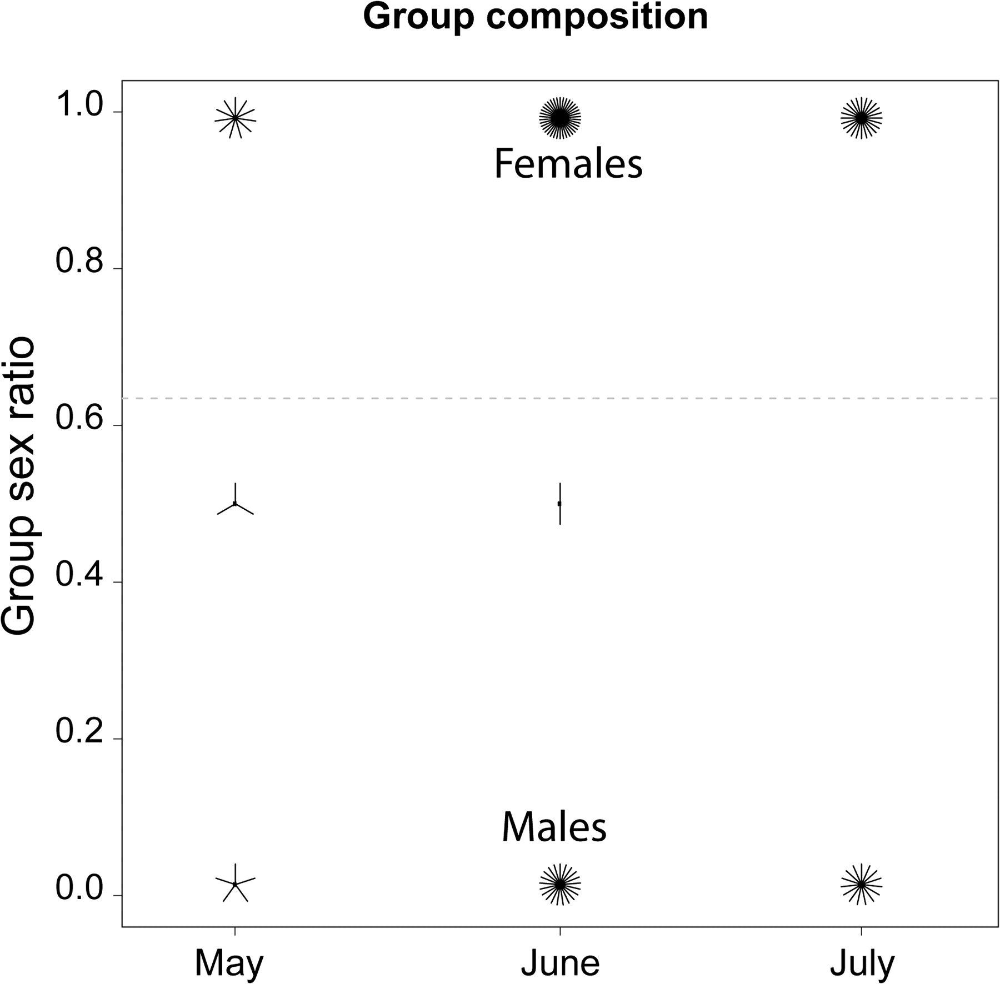 Group composition
1.0
Females
0.8
Group sex ratio
0.6
0.4
0.2
Males
0.0
May June July